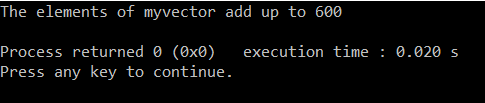 The elements of myvector add up to 600
Process returned 0 (0x0)   execution time : 0.020 s
Press any key to continue.